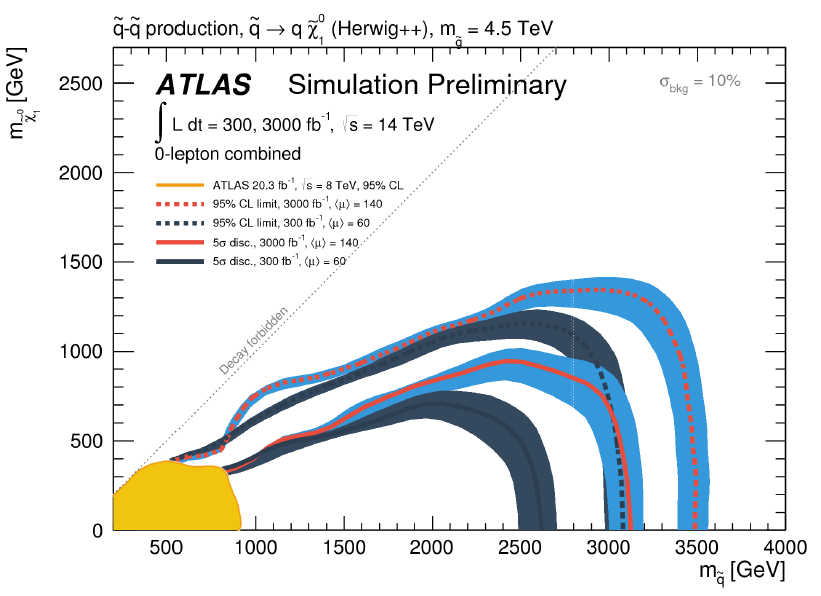 q̃-q̃ production, q̃ → q χ̃₁⁰ (Herwig++), m_g̃ = 4.5 TeV
m_χ̃₁⁰ [GeV]
2500
2000
1500
1000
500
0
ATLAS Simulation Preliminary
σ_bkg = 10%
∫ L dt = 300, 3000 fb⁻¹, √s = 14 TeV
0-lepton combined
ATLAS 20.3 fb⁻¹, √s = 8 TeV, 95% CL
95% CL limit, 3000 fb⁻¹, ⟨μ⟩ = 140
95% CL limit, 300 fb⁻¹, ⟨μ⟩ = 60
5σ disc., 3000 fb⁻¹, ⟨μ⟩ = 140
5σ disc., 300 fb⁻¹, ⟨μ⟩ = 60
Decay forbidden
500 1000 1500 2000 2500 3000 3500 4000
m_q̃ [GeV]